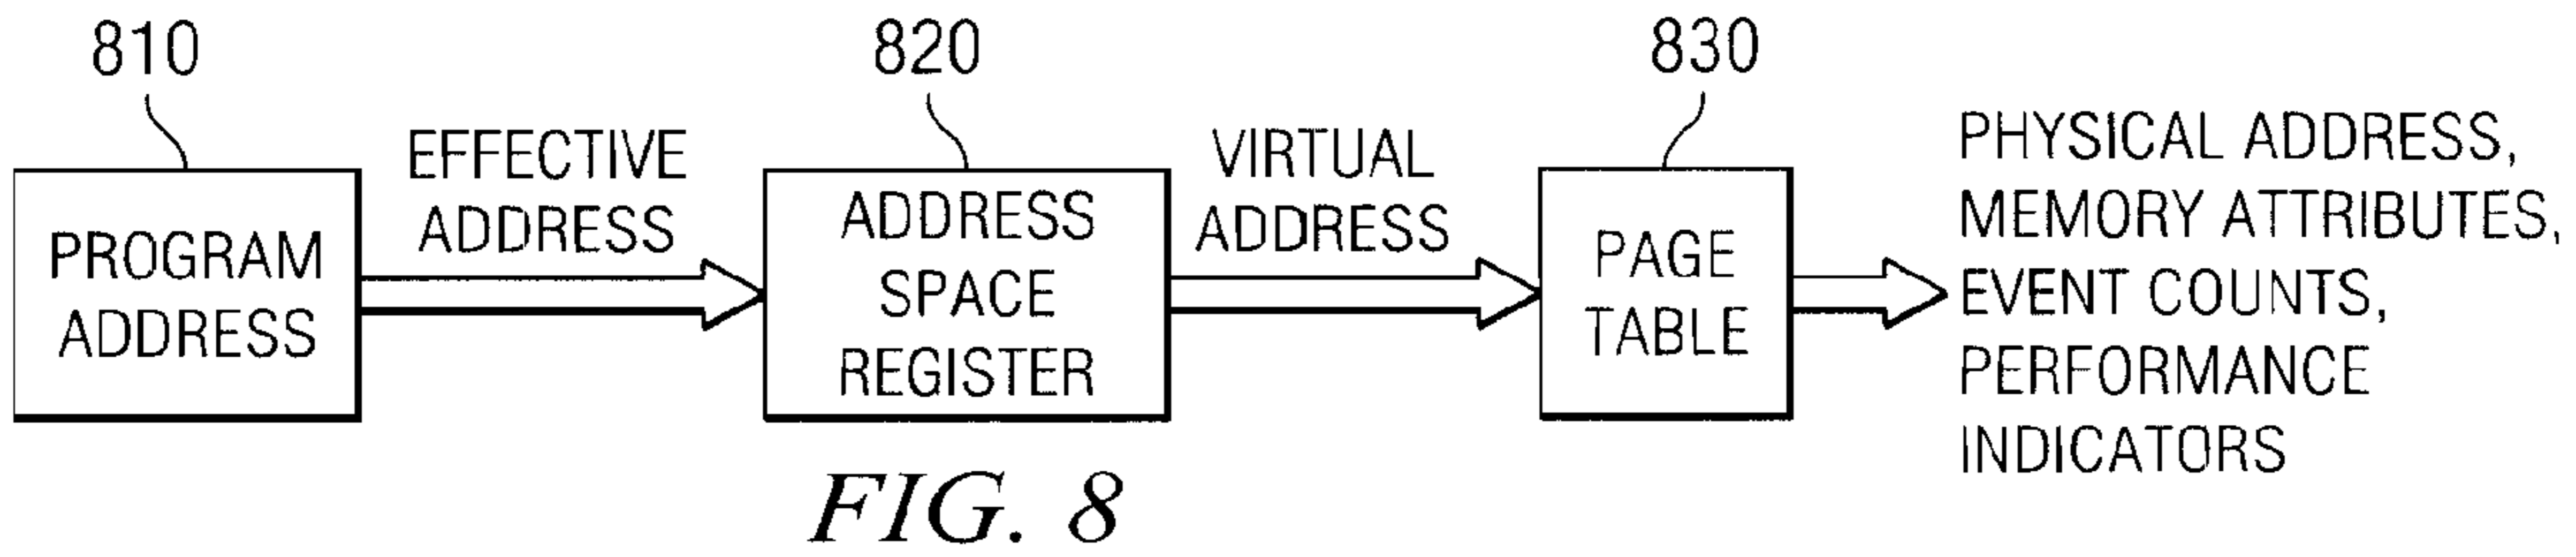 810
820
830
PROGRAM
ADDRESS
EFFECTIVE
ADDRESS
ADDRESS
SPACE
REGISTER
VIRTUAL
ADDRESS
PAGE
TABLE
PHYSICAL ADDRESS,
MEMORY ATTRIBUTES,
EVENT COUNTS,
PERFORMANCE
INDICATORS
FIG. 8